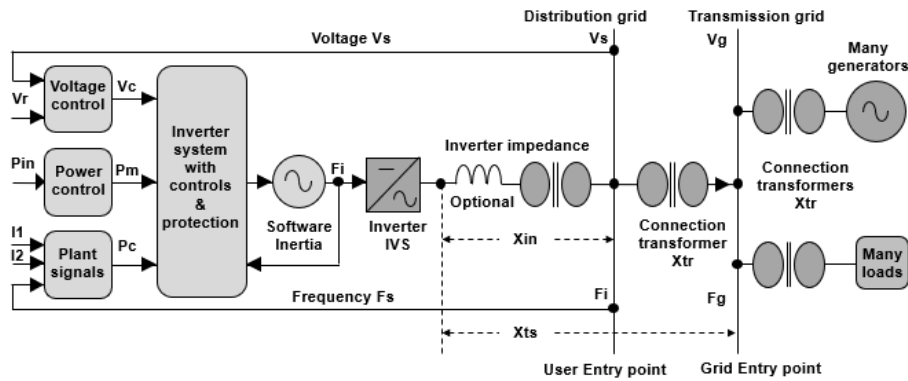 Distribution grid
Transmission grid
Voltage Vs
Vs
Vg
Many
generators
Vr
Voltage
control
Vc
Inverter
system
with
controls
&
protection
Pin
Power
control
Pm
Fi
Software
Inertia
Inverter
IVS
Inverter impedance
Optional
Connection
transformer
Xtr
Connection
transformers
Xtr
I1
I2
Plant
signals
Pc
Xin
Many
loads
Frequency Fs
Fi
Fg
Xts
User Entry point
Grid Entry point